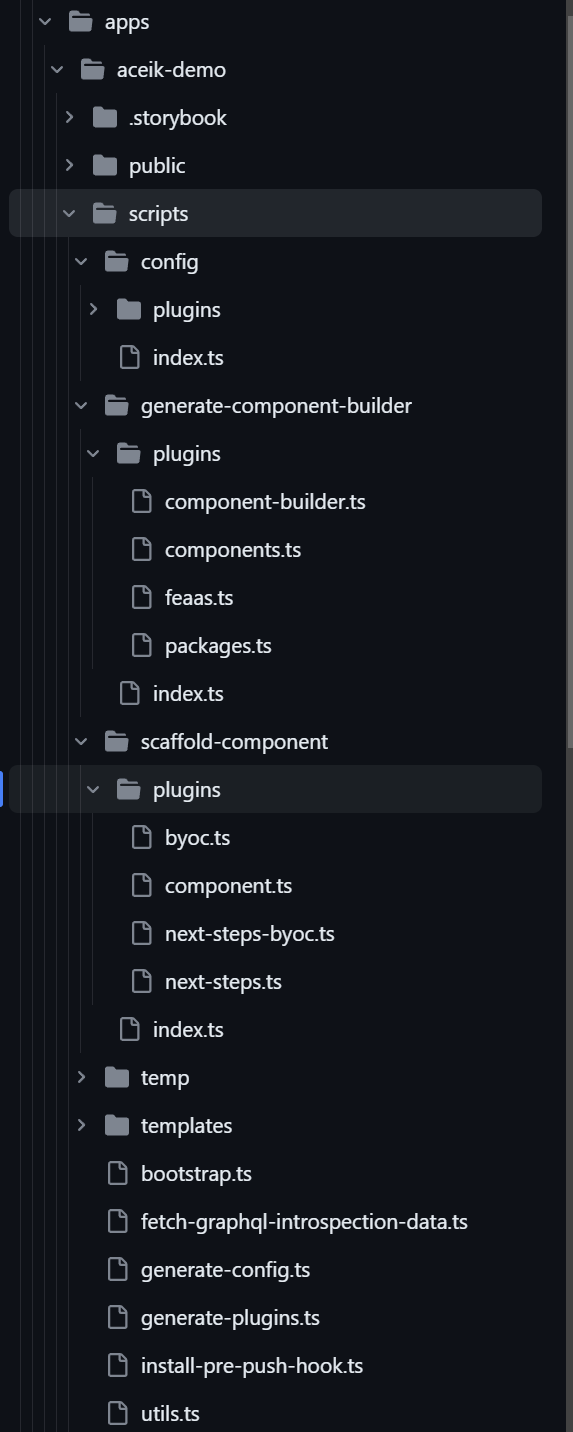 apps
aceik-demo
.storybook
public
scripts
config
plugins
index.ts
generate-component-builder
plugins
component-builder.ts
components.ts
feaas.ts
packages.ts
index.ts
scaffold-component
plugins
byoc.ts
component.ts
next-steps-byoc.ts
next-steps.ts
index.ts
temp
templates
bootstrap.ts
fetch-graphql-introspection-data.ts
generate-config.ts
generate-plugins.ts
install-pre-push-hook.ts
utils.ts